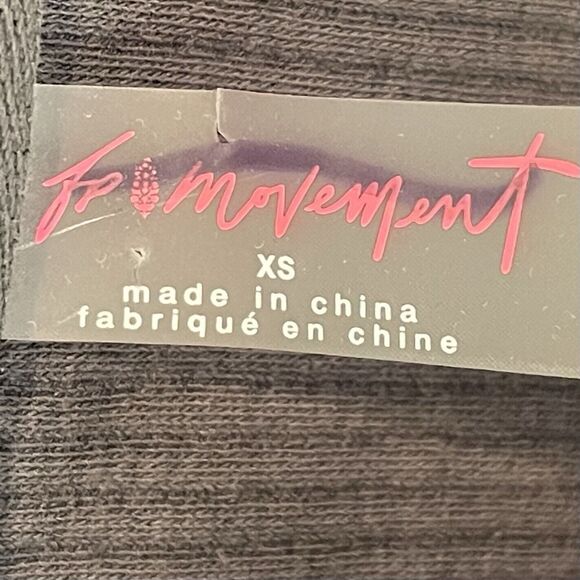 fp movement
XS
made in china
fabriqué en chine